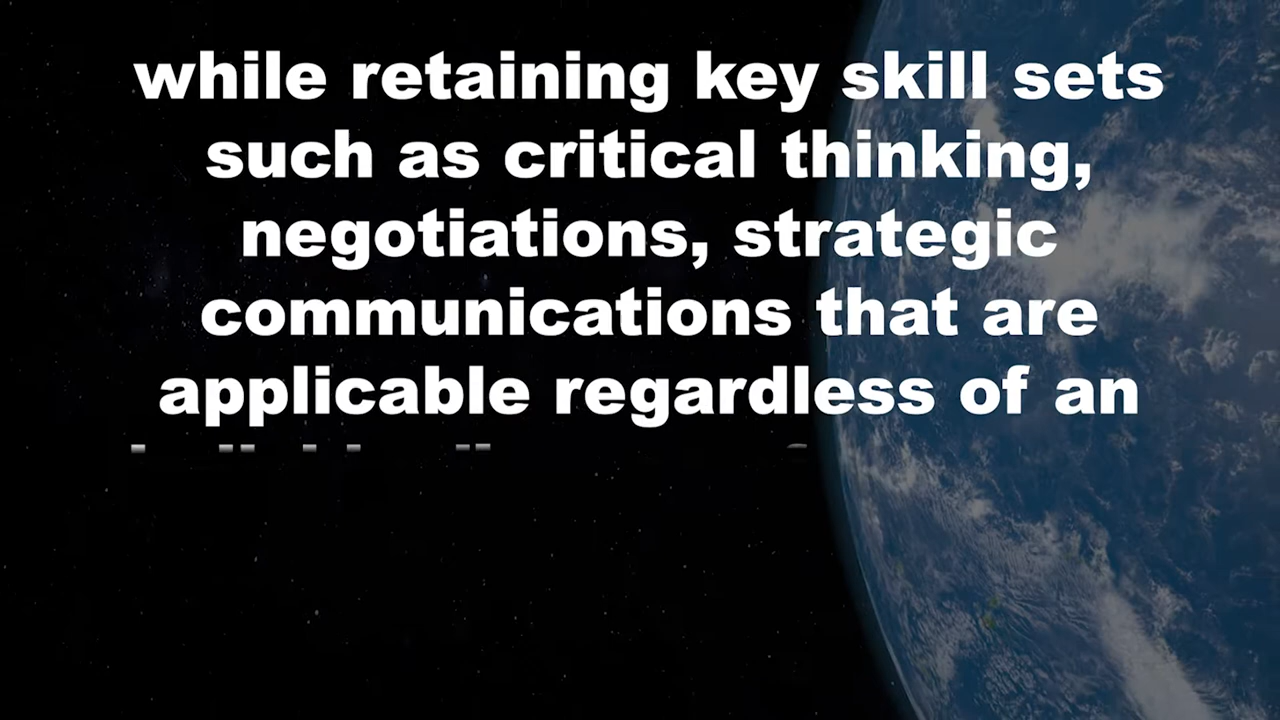 while retaining key skill sets
such as critical thinking,
negotiations, strategic
communications that are
applicable regardless of an